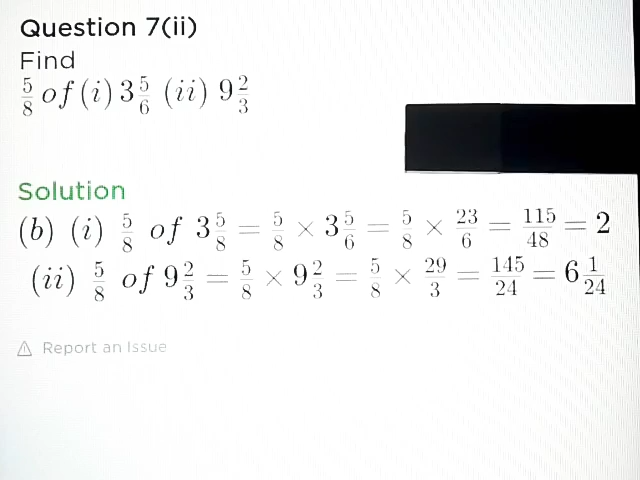 Question 7(ii)
Find
5/8 of (i) 3 5/6 (ii) 9 2/3
Solution
(b) (i) 5/8 of 3 5/8 = 5/8 × 3 5/6 = 5/8 × 23/6 = 115/48 = 2
(ii) 5/8 of 9 2/3 = 5/8 × 9 2/3 = 5/8 × 29/3 = 145/24 = 6 1/24
Report an Issue